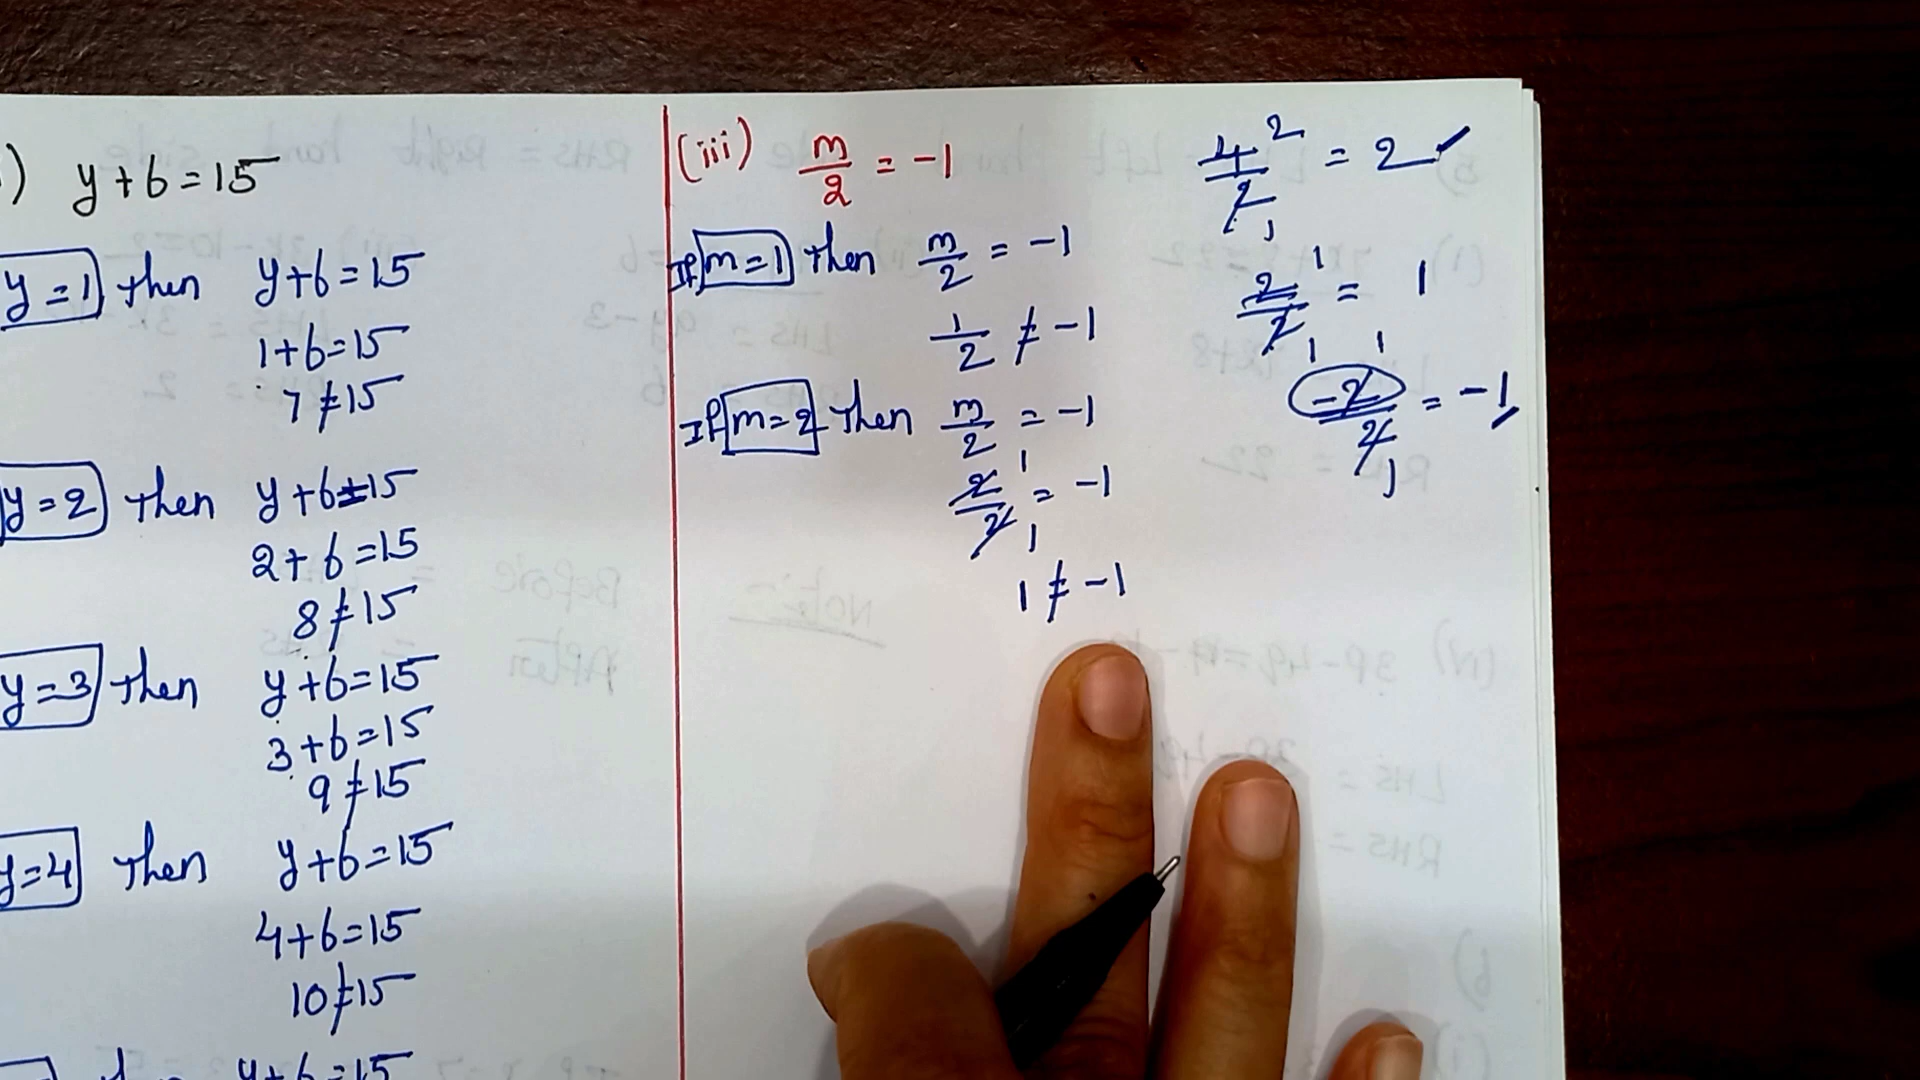 ) y+6=15
y=1 then y+6=15
1+6=15
7≠15
y=2 then y+6=15
2+6=15
8≠15
y=3 then y+6=15
3+6=15
9≠15
y=4 then y+6=15
4+6=15
10≠15
then y+6=15
(iii) m/2 = -1
If m=1 then m/2 = -1
1/2 ≠ -1
If m=2 then m/2 = -1
2/2 = -1
1 ≠ -1
4/2 = 2
2/2 = 1
-2/2 = -1